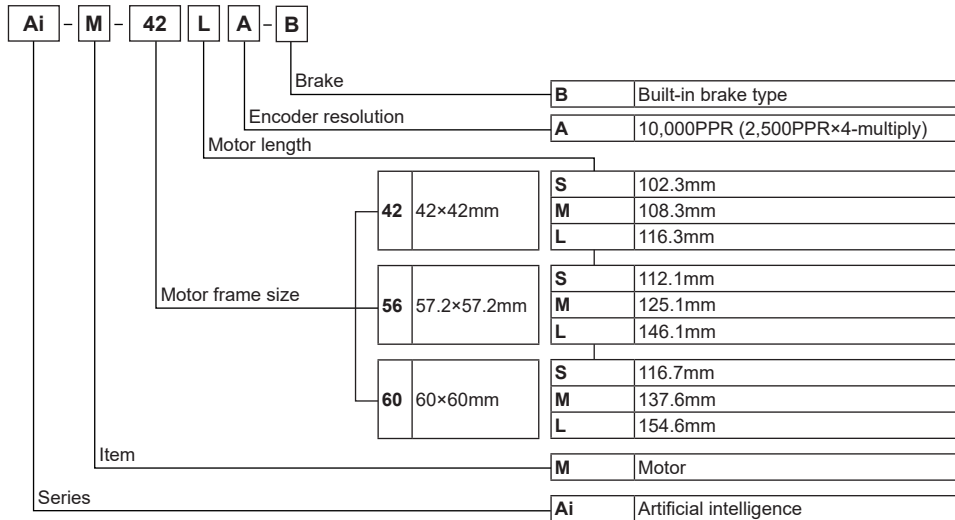 Ai - M - 42 L A - B
Brake
B Built-in brake type
Encoder resolution
A 10,000PPR (2,500PPR×4-multiply)
Motor length
42 42×42mm
S 102.3mm
M 108.3mm
L 116.3mm
Motor frame size
56 57.2×57.2mm
S 112.1mm
M 125.1mm
L 146.1mm
60 60×60mm
S 116.7mm
M 137.6mm
L 154.6mm
Item
M Motor
Series
Ai Artificial intelligence